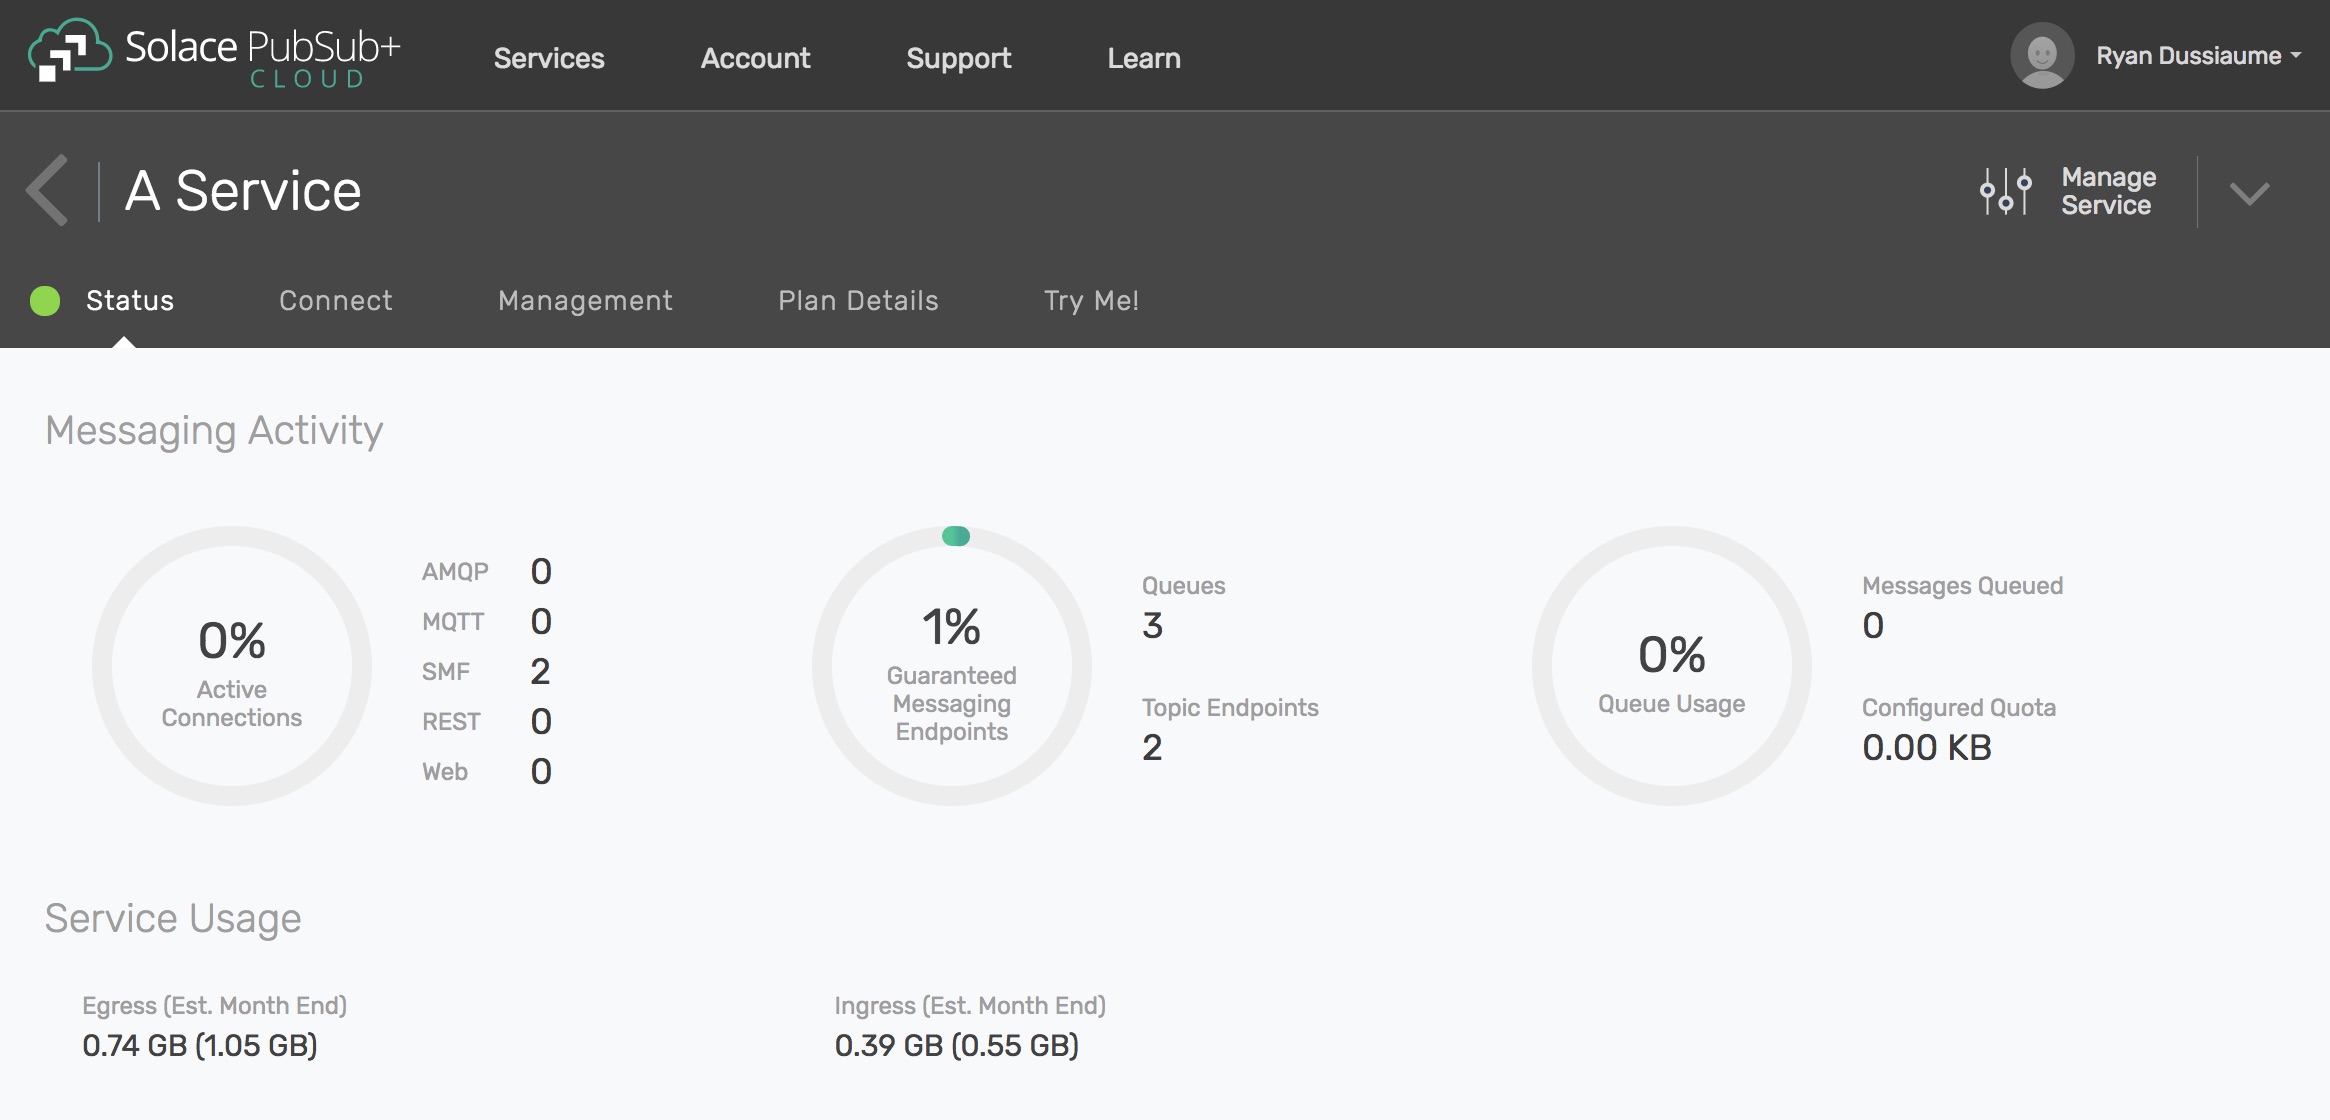 Solace PubSub+
CLOUD
Services
Account
Support
Learn
Ryan Dussiaume
A Service
Manage
Service
Status
Connect
Management
Plan Details
Try Me!
Messaging Activity
0%
Active
Connections
AMQP 0
MQTT 0
SMF 2
REST 0
Web 0
1%
Guaranteed
Messaging
Endpoints
Queues
3
Topic Endpoints
2
0%
Queue Usage
Messages Queued
0
Configured Quota
0.00 KB
Service Usage
Egress (Est. Month End)
0.74 GB (1.05 GB)
Ingress (Est. Month End)
0.39 GB (0.55 GB)